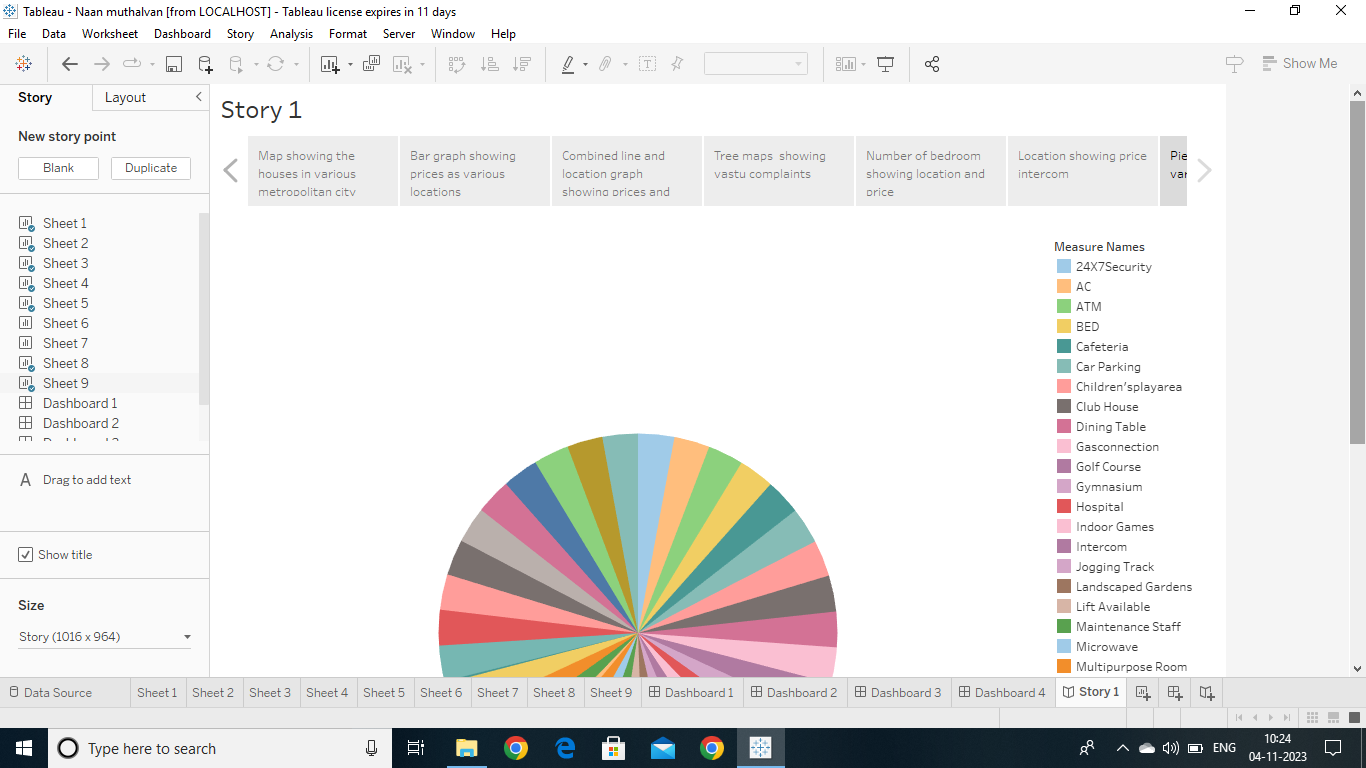 Tableau - Naan muthalvan [from LOCALHOST] - Tableau license expires in 11 days
File Data Worksheet Dashboard Story Analysis Format Server Window Help
Show Me
Story Layout
New story point
Blank Duplicate
Sheet 1
Sheet 2
Sheet 3
Sheet 4
Sheet 5
Sheet 6
Sheet 7
Sheet 8
Sheet 9
Dashboard 1
Dashboard 2
A Drag to add text
Show title
Size
Story (1016 x 964)
Story 1
Map showing the
houses in various
metropolitan city
Bar graph showing
prices as various
locations
Combined line and
location graph
showing prices and
Tree maps showing
vastu complaints
Number of bedroom
showing location and
price
Location showing price
intercom
Measure Names
24X7Security
AC
ATM
BED
Cafeteria
Car Parking
Children'splayarea
Club House
Dining Table
Gasconnection
Golf Course
Gymnasium
Hospital
Indoor Games
Intercom
Jogging Track
Landscaped Gardens
Lift Available
Maintenance Staff
Microwave
Multipurpose Room
Data Source Sheet 1 Sheet 2 Sheet 3 Sheet 4 Sheet 5 Sheet 6 Sheet 7 Sheet 8 Sheet 9 Dashboard 1 Dashboard 2 Dashboard 3 Dashboard 4 Story 1
Type here to search
ENG
10:24
04-11-2023